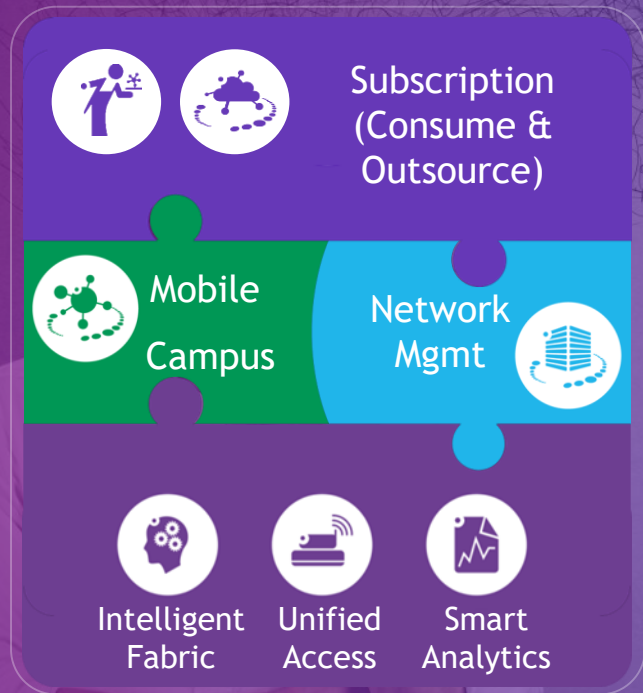 Subscription
(Consume &
Outsource)
Mobile
Campus
Network
Mgmt
Intelligent
Fabric
Unified
Access
Smart
Analytics